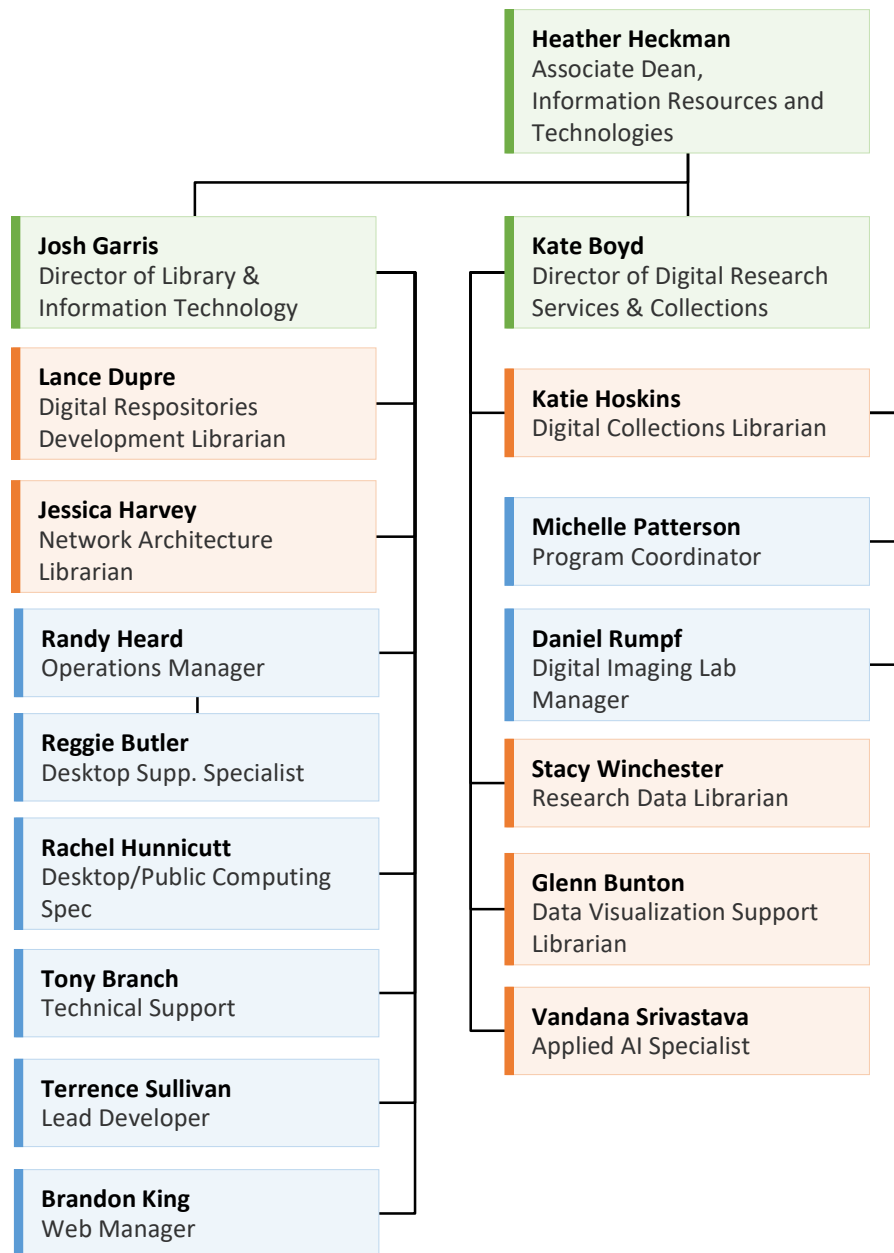 Heather Heckman
Associate Dean,
Information Resources and
Technologies
Josh Garris
Director of Library &
Information Technology
Lance Dupre
Digital Respositories
Development Librarian
Jessica Harvey
Network Architecture
Librarian
Randy Heard
Operations Manager
Reggie Butler
Desktop Supp. Specialist
Rachel Hunnicutt
Desktop/Public Computing
Spec
Tony Branch
Technical Support
Terrence Sullivan
Lead Developer
Brandon King
Web Manager
Kate Boyd
Director of Digital Research
Services & Collections
Katie Hoskins
Digital Collections Librarian
Michelle Patterson
Program Coordinator
Daniel Rumpf
Digital Imaging Lab
Manager
Stacy Winchester
Research Data Librarian
Glenn Bunton
Data Visualization Support
Librarian
Vandana Srivastava
Applied AI Specialist